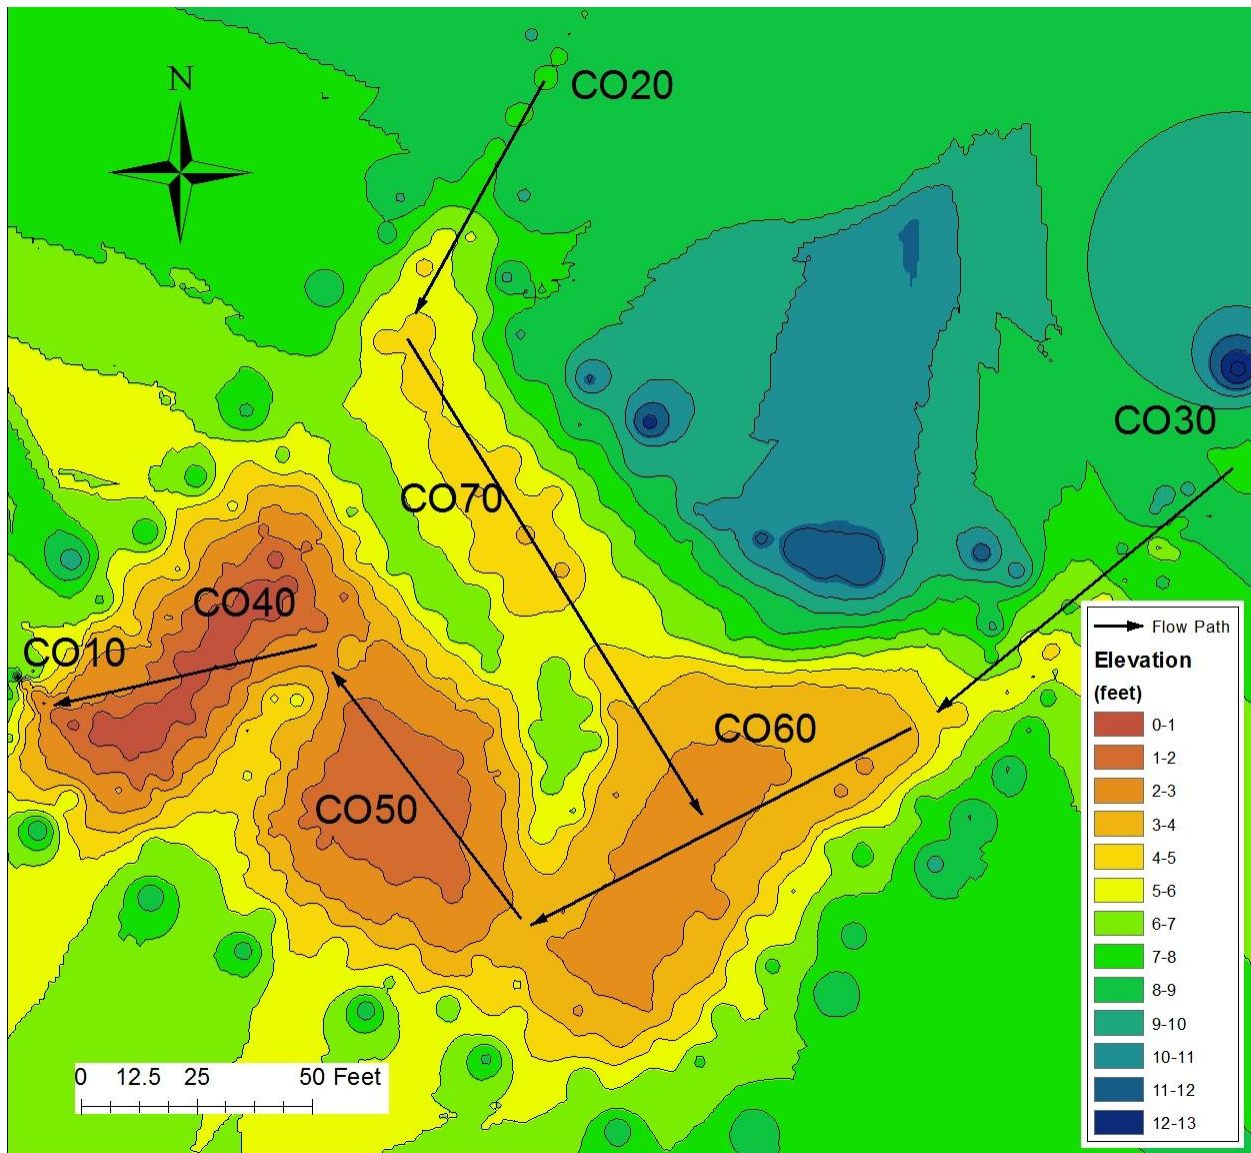 N
CO20
CO30
CO70
CO40
CO10
CO60
CO50
Flow Path
Elevation
(feet)
0-1
1-2
2-3
3-4
4-5
5-6
6-7
7-8
8-9
9-10
10-11
11-12
12-13
0 12.5 25 50 Feet